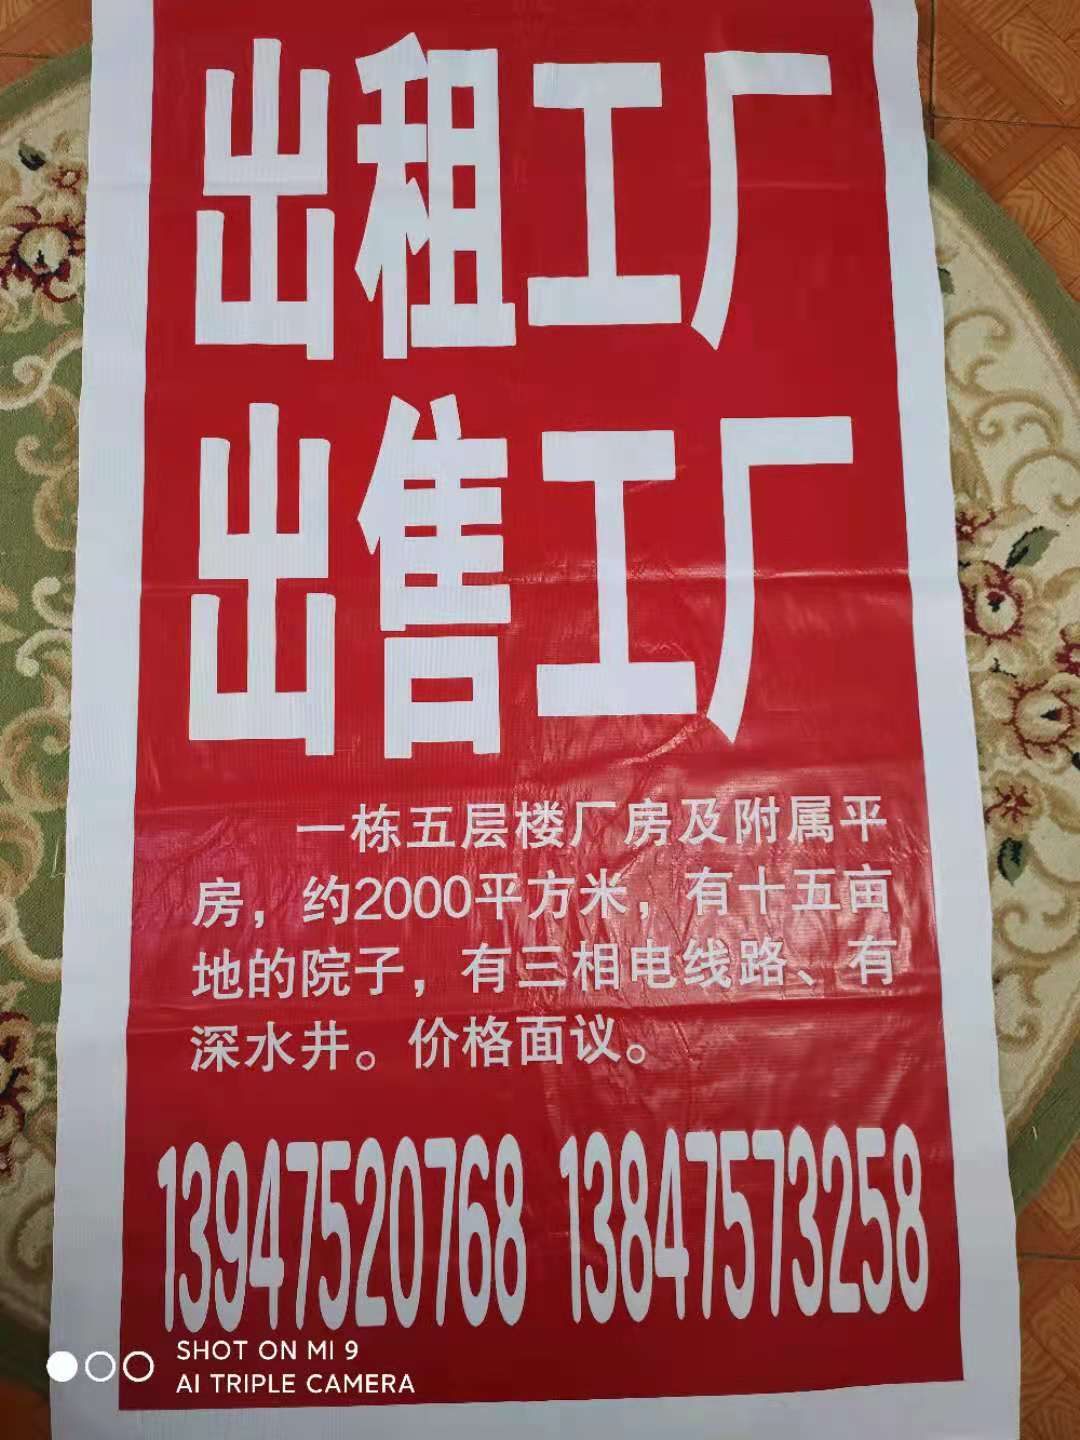 出租工厂
出售工厂
一栋五层楼厂房及附属平
房，约2000平方米，有十五亩
地的院子，有三相电线路、有
深水井。价格面议。
13947520768 13847573258
SHOT ON MI 9
AI TRIPLE CAMERA